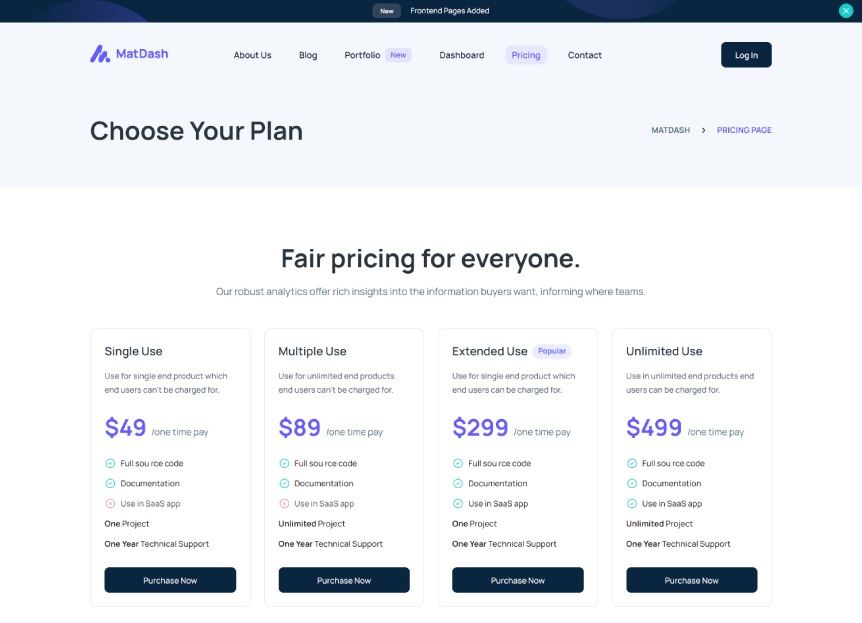 New Frontend Pages Added
MatDash About Us Blog Portfolio New Dashboard Pricing Contact Log In
Choose Your Plan
MATDASH > PRICING PAGE
Fair pricing for everyone.
Our robust analytics offer rich insights into the information buyers want, informing where teams.
Single Use
Use for single end product which
end users can't be charged for.
$49 /one time pay
Full sou rce code
Documentation
Use in SaaS app
One Project
One Year Technical Support
Purchase Now
Multiple Use
Use for unlimited end products
end users can't be charged for.
$89 /one time pay
Full sou rce code
Documentation
Use in SaaS app
Unlimited Project
One Year Technical Support
Purchase Now
Extended Use Popular
Use for single end product which
end users can be charged for.
$299 /one time pay
Full sou rce code
Documentation
Use in SaaS app
One Project
One Year Technical Support
Purchase Now
Unlimited Use
Use in unlimited end products end
users can be charged for.
$499 /one time pay
Full sou rce code
Documentation
Use in SaaS app
Unlimited Project
One Year Technical Support
Purchase Now